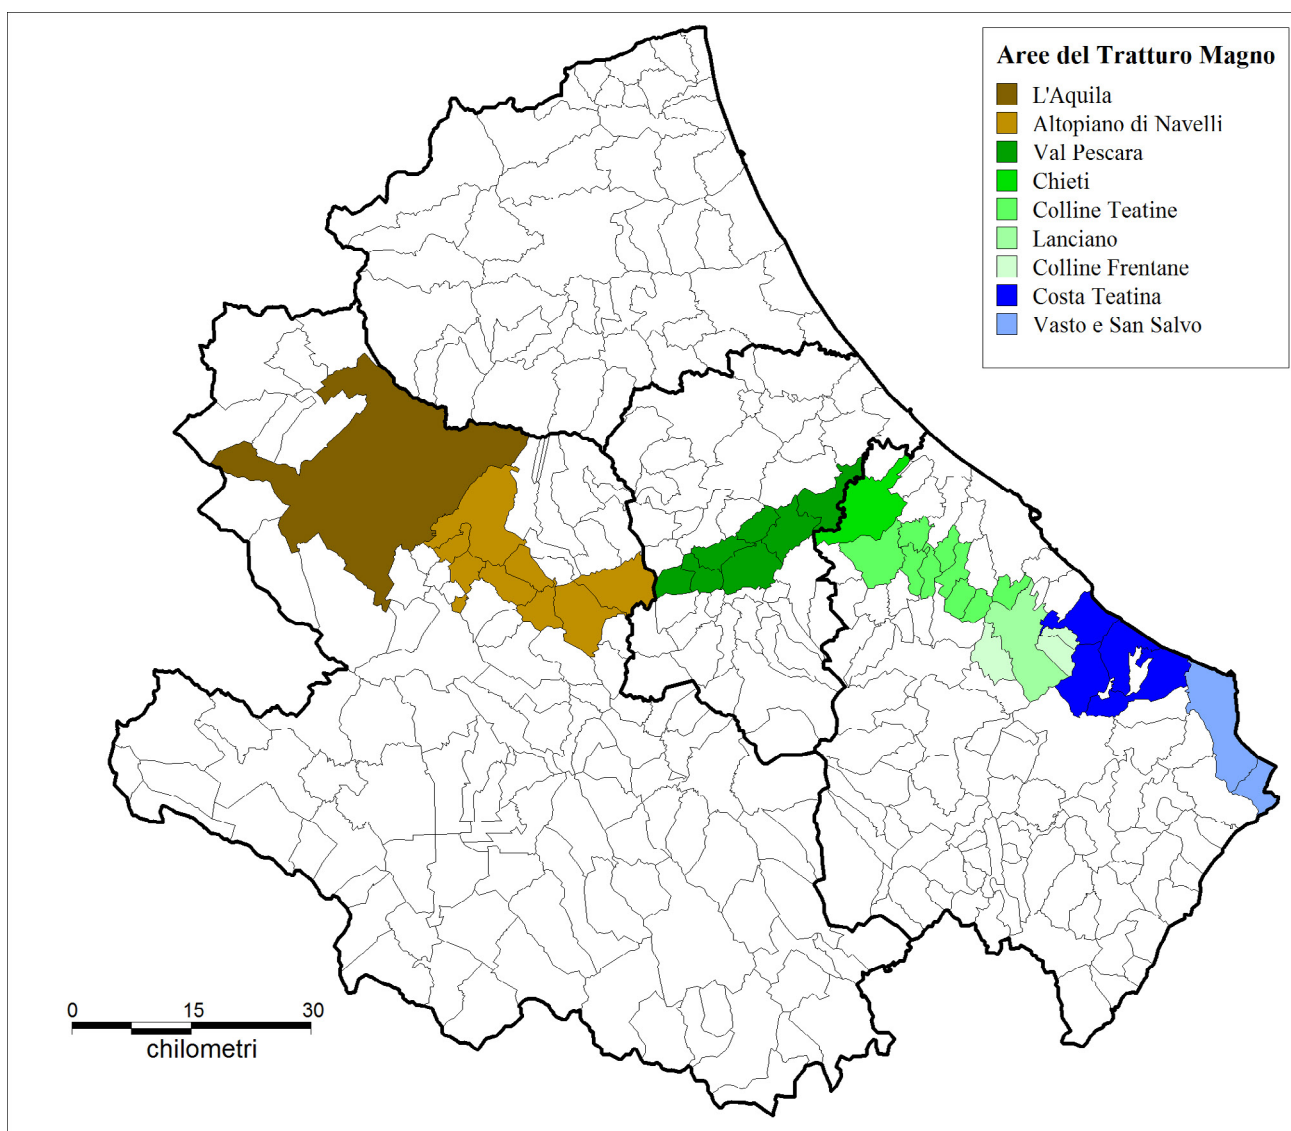 Aree del Tratturo Magno
L'Aquila
Altopiano di Navelli
Val Pescara
Chieti
Colline Teatine
Lanciano
Colline Frentane
Costa Teatina
Vasto e San Salvo
0 15 30
chilometri